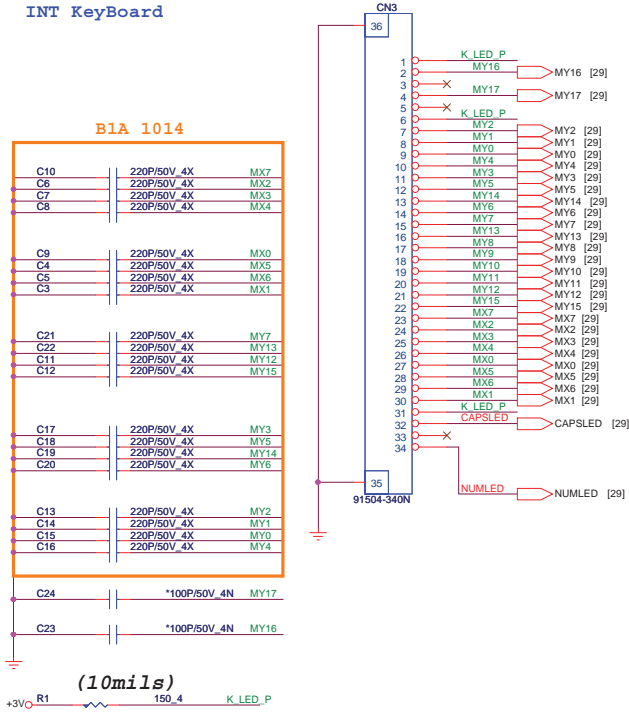 INT KeyBoard
B1A 1014
C10 220P/50V_4X MX7
C6 220P/50V_4X MX2
C7 220P/50V_4X MX3
C8 220P/50V_4X MX4
C9 220P/50V_4X MX0
C4 220P/50V_4X MX5
C5 220P/50V_4X MX6
C3 220P/50V_4X MX1
C21 220P/50V_4X MY7
C22 220P/50V_4X MY13
C11 220P/50V_4X MY12
C12 220P/50V_4X MY15
C17 220P/50V_4X MY3
C18 220P/50V_4X MY5
C19 220P/50V_4X MY14
C20 220P/50V_4X MY6
C13 220P/50V_4X MY2
C14 220P/50V_4X MY1
C15 220P/50V_4X MY0
C16 220P/50V_4X MY4
C24 *100P/50V_4N MY17
C23 *100P/50V_4N MY16
(10mils)
+3V R1 150_4 K_LED_P
CN3
36
1 K_LED_P
2 MY16 MY16 [29]
3
4 MY17 MY17 [29]
5
6 K_LED_P
7 MY2 MY2 [29]
8 MY1 MY1 [29]
9 MY0 MY0 [29]
10 MY4 MY4 [29]
11 MY3 MY3 [29]
12 MY5 MY5 [29]
13 MY14 MY14 [29]
14 MY6 MY6 [29]
15 MY7 MY7 [29]
16 MY13 MY13 [29]
17 MY8 MY8 [29]
18 MY9 MY9 [29]
19 MY10 MY10 [29]
20 MY11 MY11 [29]
21 MY12 MY12 [29]
22 MY15 MY15 [29]
23 MX7 MX7 [29]
24 MX2 MX2 [29]
25 MX3 MX3 [29]
26 MX4 MX4 [29]
27 MX0 MX0 [29]
28 MX5 MX5 [29]
29 MX6 MX6 [29]
30 MX1 MX1 [29]
31 K_LED_P
32 CAPSLED CAPSLED [29]
33
34
35 NUMLED NUMLED [29]
91504-340N